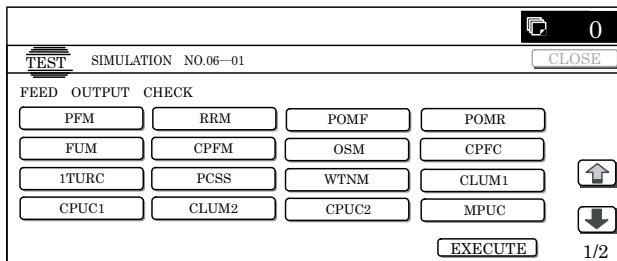 0
TEST SIMULATION NO.06—01 CLOSE
FEED OUTPUT CHECK
PFM RRM POMF POMR
FUM CPFM OSM CPFC
1TURC PCSS WTNM CLUM1
CPUC1 CLUM2 CPUC2 MPUC
EXECUTE 1/2